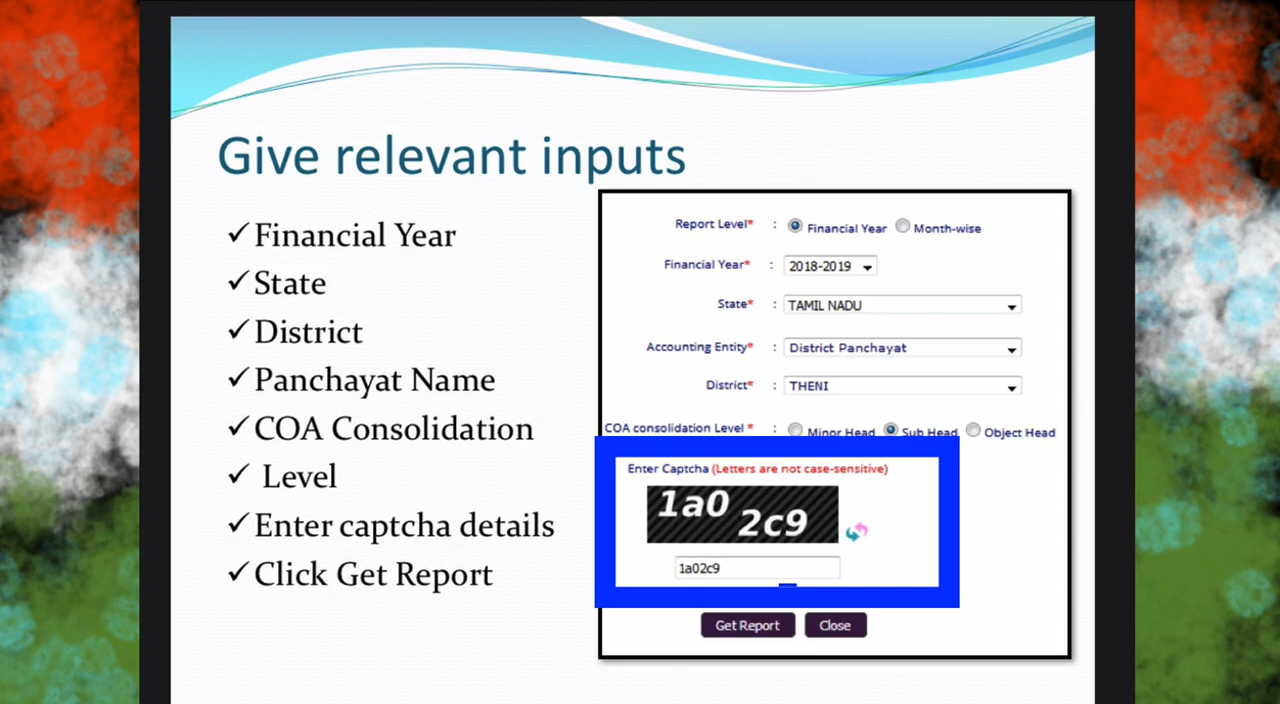 Give relevant inputs
Financial Year
State
District
Panchayat Name
COA Consolidation
Level
Enter captcha details
Click Get Report
Report Level* : Financial Year Month-wise
Financial Year* : 2018-2019
State* : TAMIL NADU
Accounting Entity* : District Panchayat
District* : THENI
COA consolidation Level * : Minor Head Sub Head Object Head
Enter Captcha (Letters are not case-sensitive)
1a0 2c9
1a02c9
Get Report Close